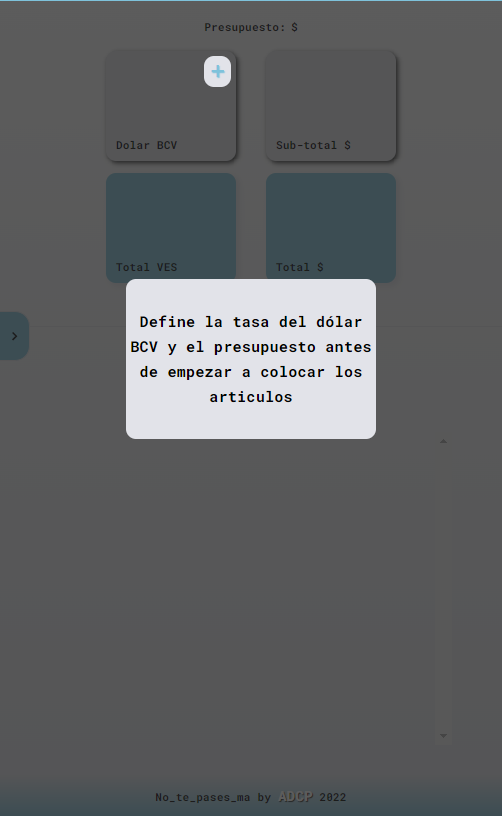 Presupuesto: $
Dolar BCV
Sub-total $
Total VES
Total $
Define la tasa del dólar
BCV y el presupuesto antes
de empezar a colocar los
articulos
No_te_pases_ma by ADCP 2022